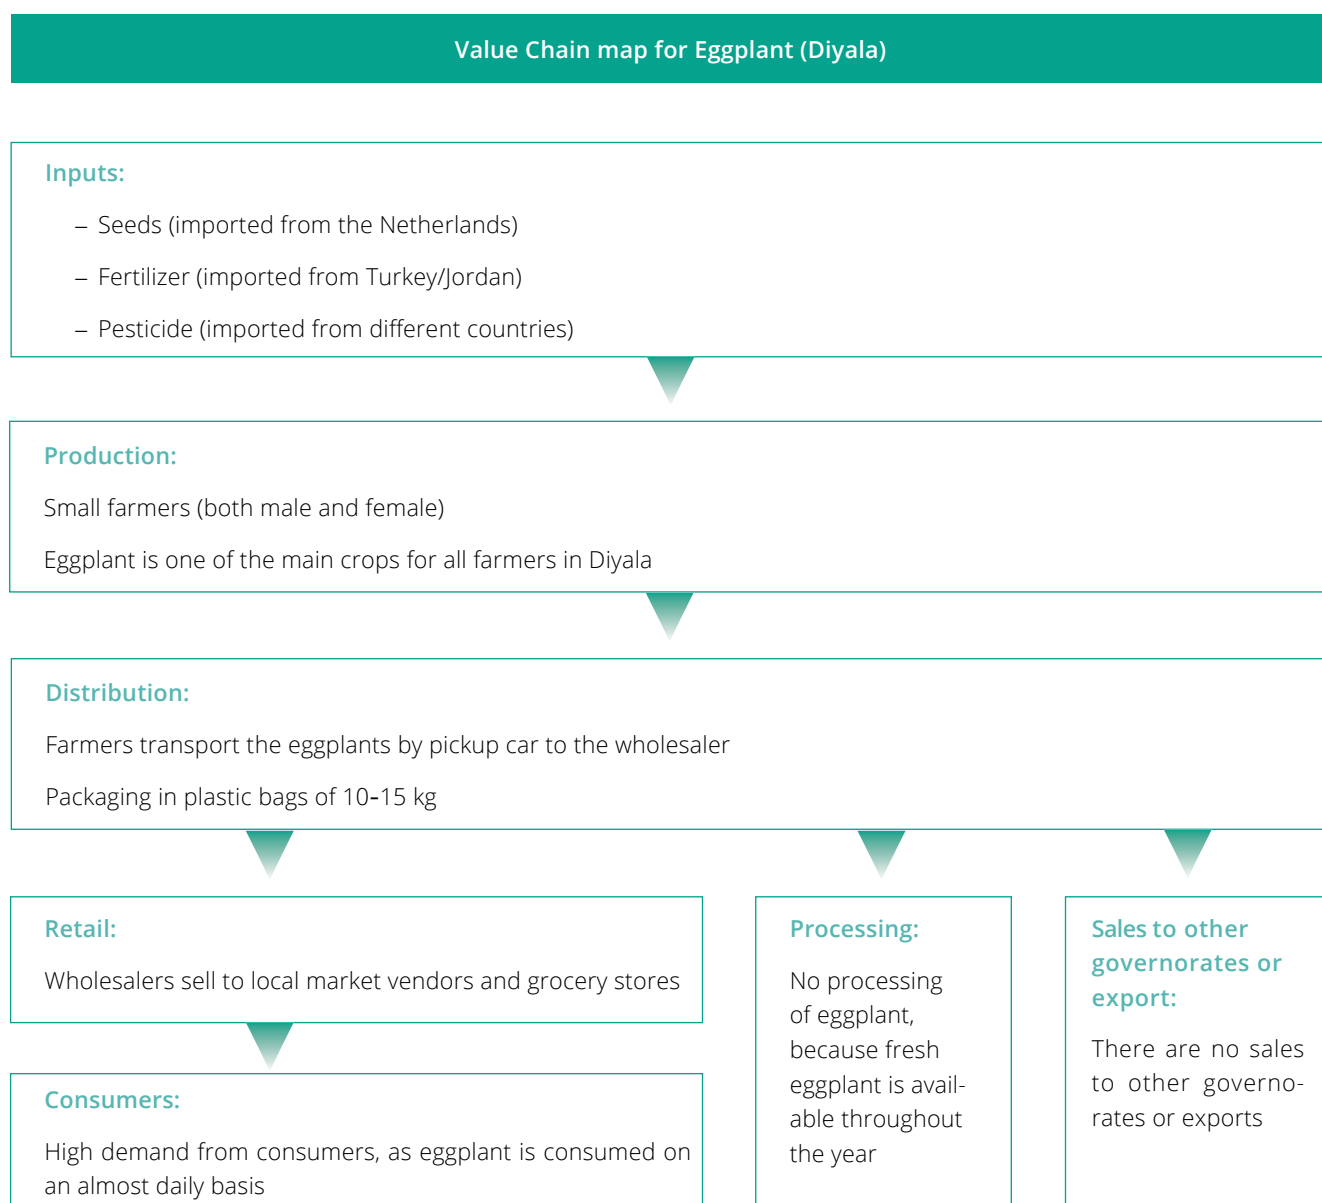 Value Chain map for Eggplant (Diyala)
Inputs:
– Seeds (imported from the Netherlands)
– Fertilizer (imported from Turkey/Jordan)
– Pesticide (imported from different countries)
Production:
Small farmers (both male and female)
Eggplant is one of the main crops for all farmers in Diyala
Distribution:
Farmers transport the eggplants by pickup car to the wholesaler
Packaging in plastic bags of 10-15 kg
Retail:
Wholesalers sell to local market vendors and grocery stores
Consumers:
High demand from consumers, as eggplant is consumed on
an almost daily basis
Processing:
No processing
of eggplant,
because fresh
eggplant is avail-
able throughout
the year
Sales to other
governorates or
export:
There are no sales
to other governo-
rates or exports